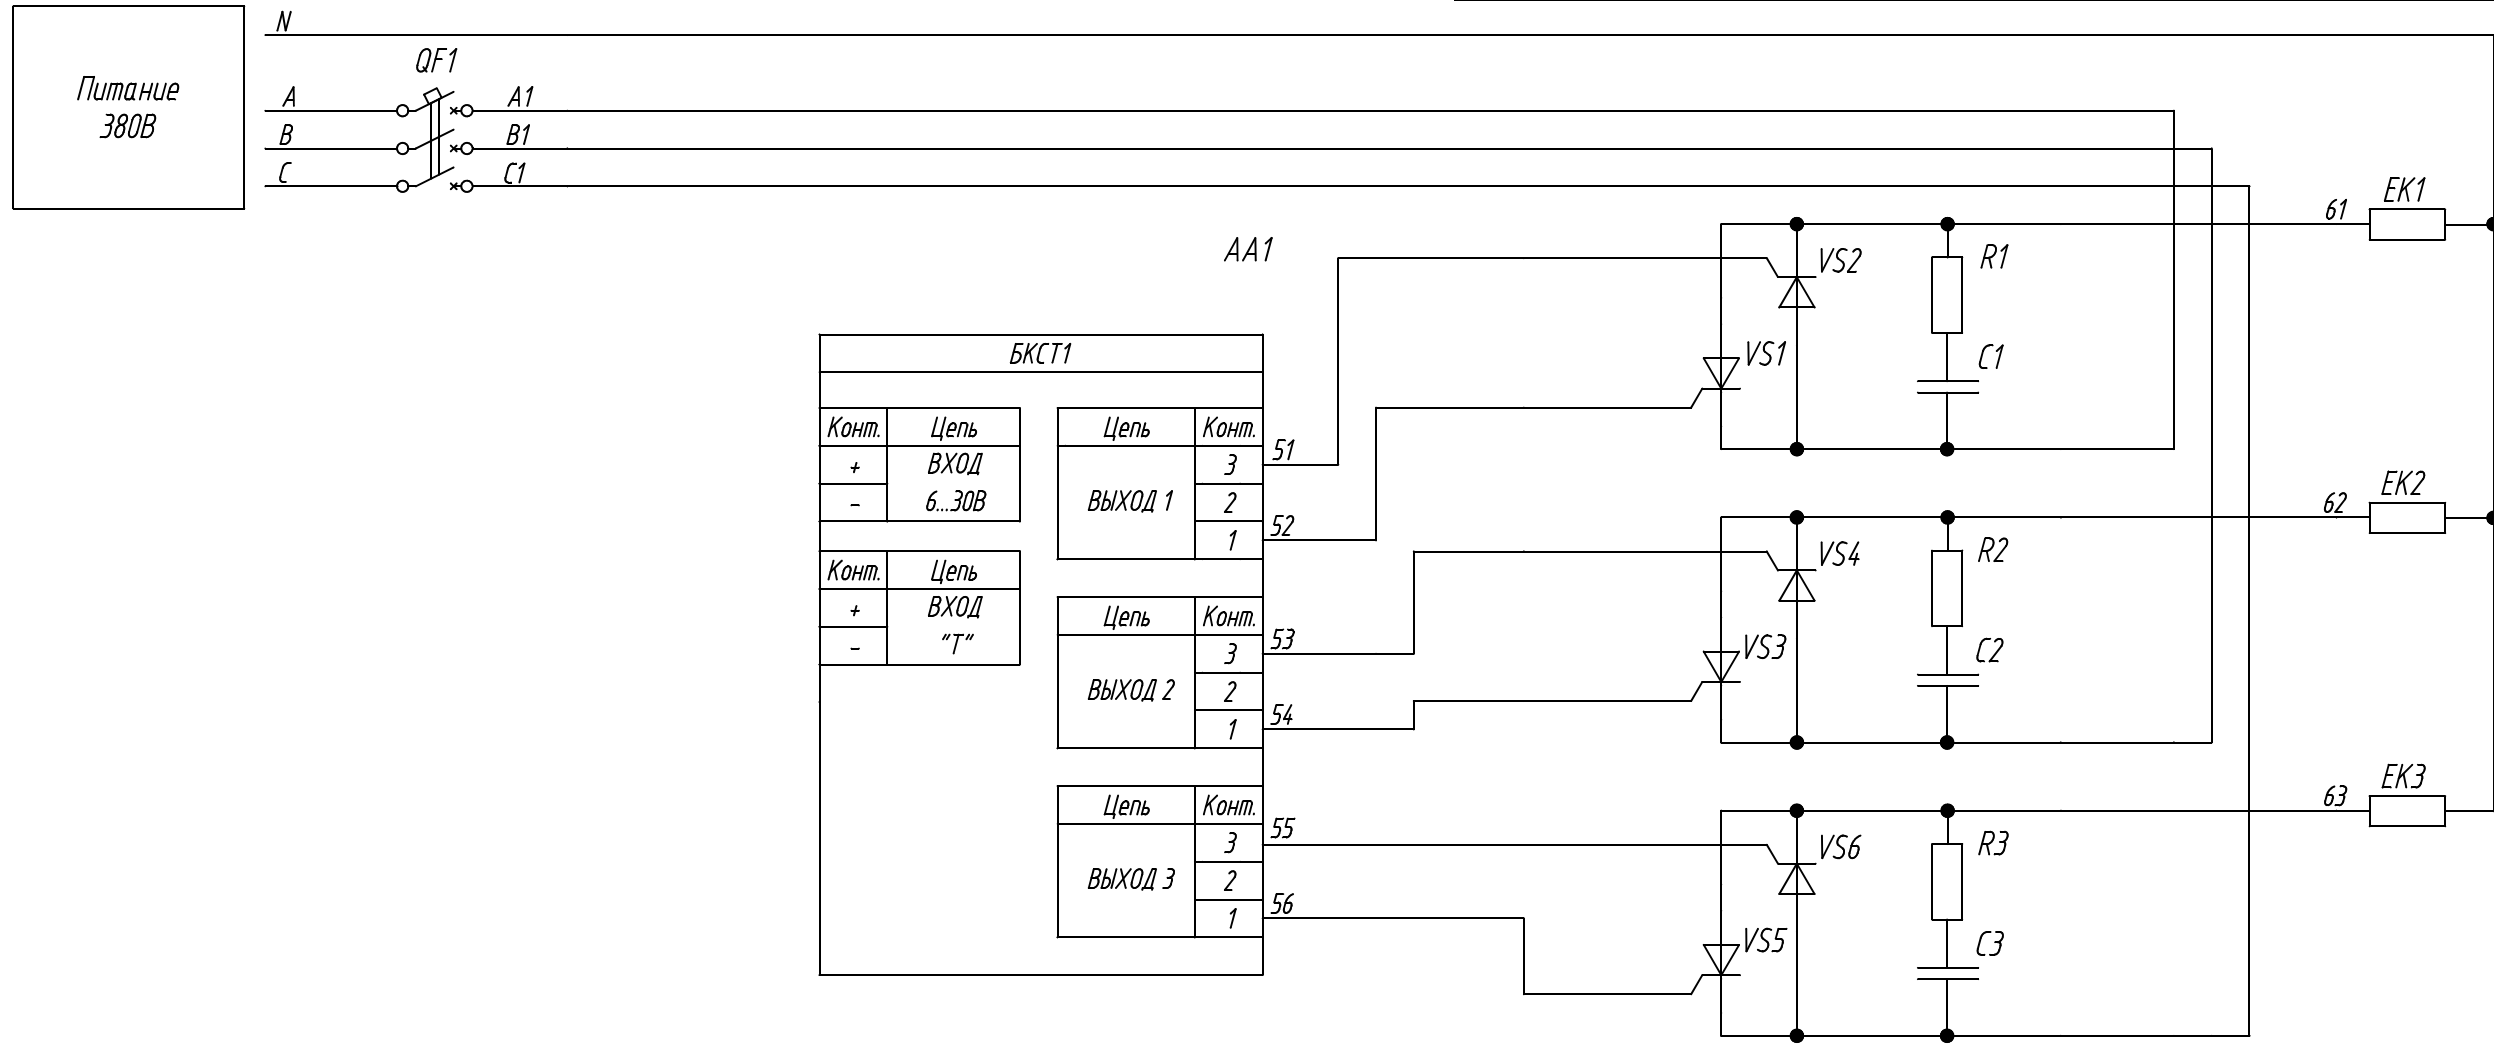 N
QF1
Питание
380В
A A1
B B1
C C1
AA1
EK1
61
VS2
R1
VS1
C1
БКСТ1
Конт. Цепь
+ ВХОД
- 6...30В
Цепь Конт.
ВЫХОД 1
3
2
1
51
52
Конт. Цепь
+ ВХОД
- "Т"
EK2
62
VS4
R2
VS3
C2
Цепь Конт.
ВЫХОД 2
3
2
1
53
54
EK3
63
VS6
R3
VS5
C3
Цепь Конт.
ВЫХОД 3
3
2
1
55
56